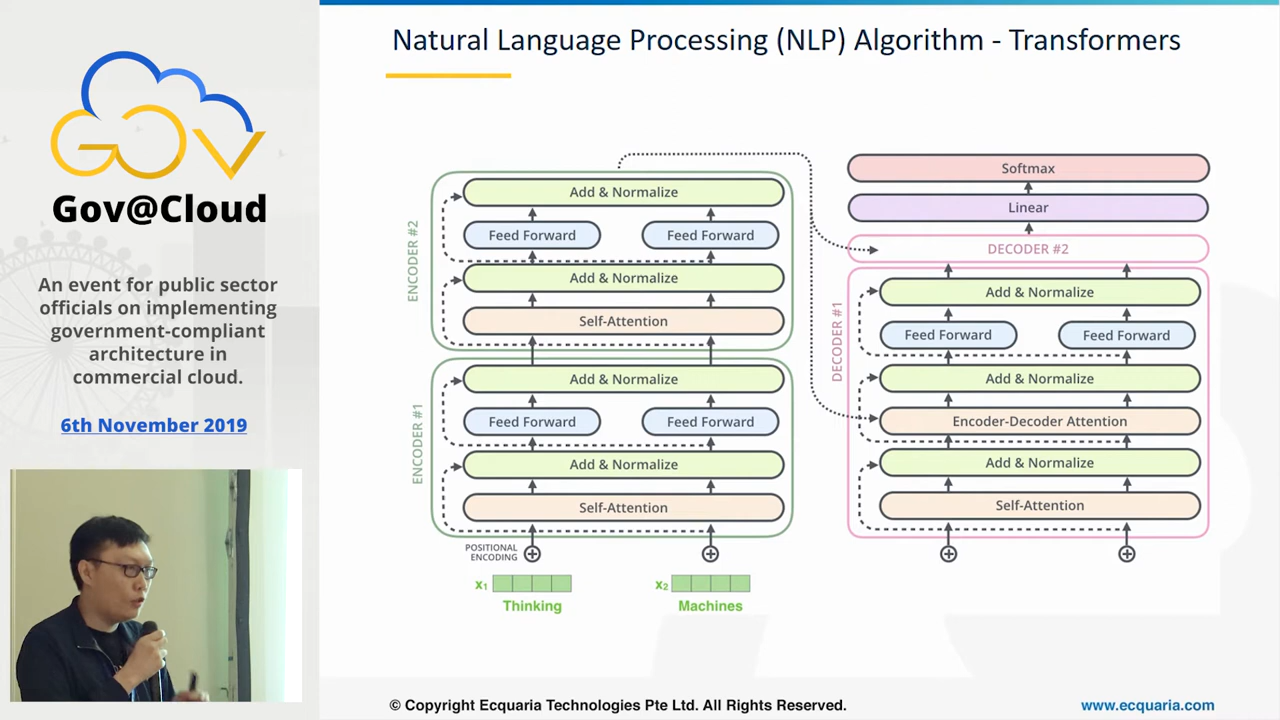 Natural Language Processing (NLP) Algorithm - Transformers
GOV
Gov@Cloud
An event for public sector
officials on implementing
government-compliant
architecture in
commercial cloud.
6th November 2019
ENCODER #2
Add & Normalize
Feed Forward
Feed Forward
Add & Normalize
Self-Attention
ENCODER #1
Add & Normalize
Feed Forward
Feed Forward
Add & Normalize
Self-Attention
POSITIONAL
ENCODING
x1
x2
Thinking
Machines
Softmax
Linear
DECODER #2
DECODER #1
Add & Normalize
Feed Forward
Feed Forward
Add & Normalize
Encoder-Decoder Attention
Add & Normalize
Self-Attention
© Copyright Ecquaria Technologies Pte Ltd. All Rights Reserved.
www.ecquaria.com